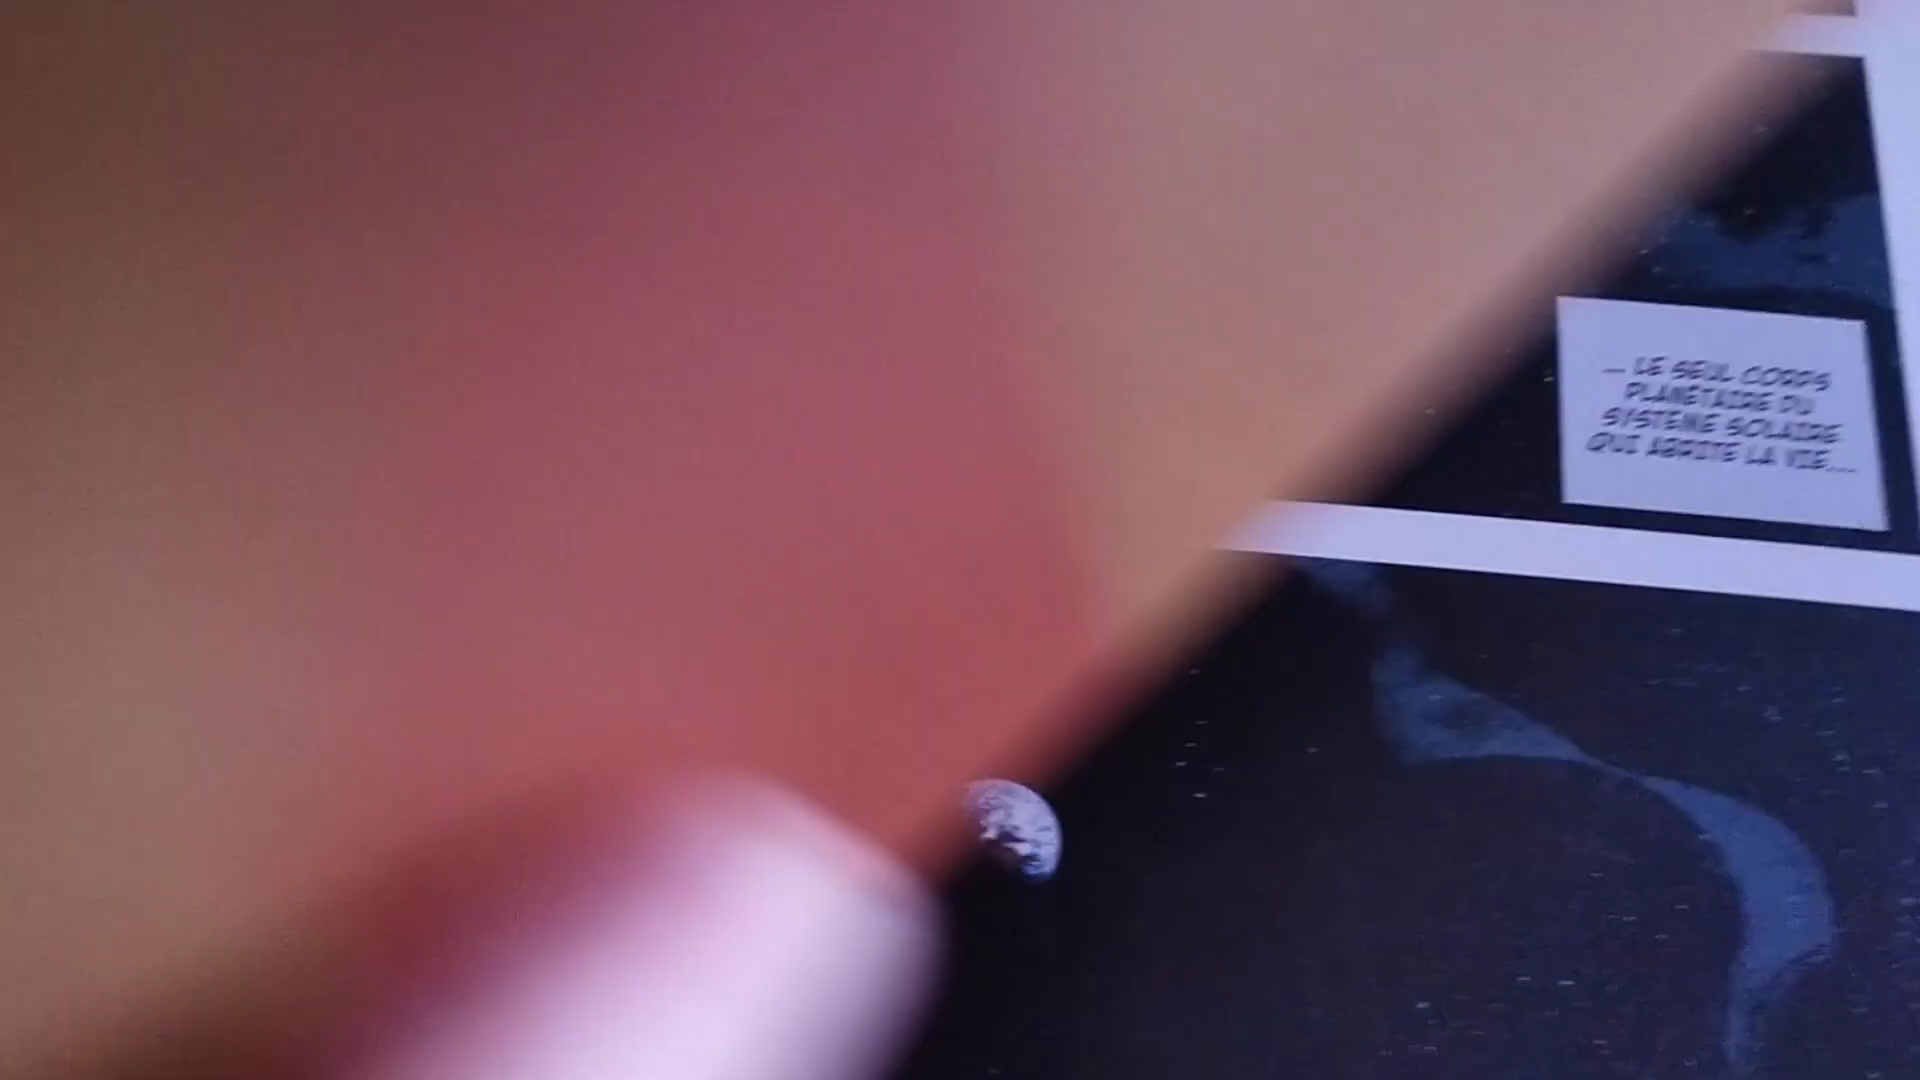 ... LE SEUL CORPS
PLANÉTAIRE DU
SYSTÈME SOLAIRE
QUI ABRITE LA VIE...